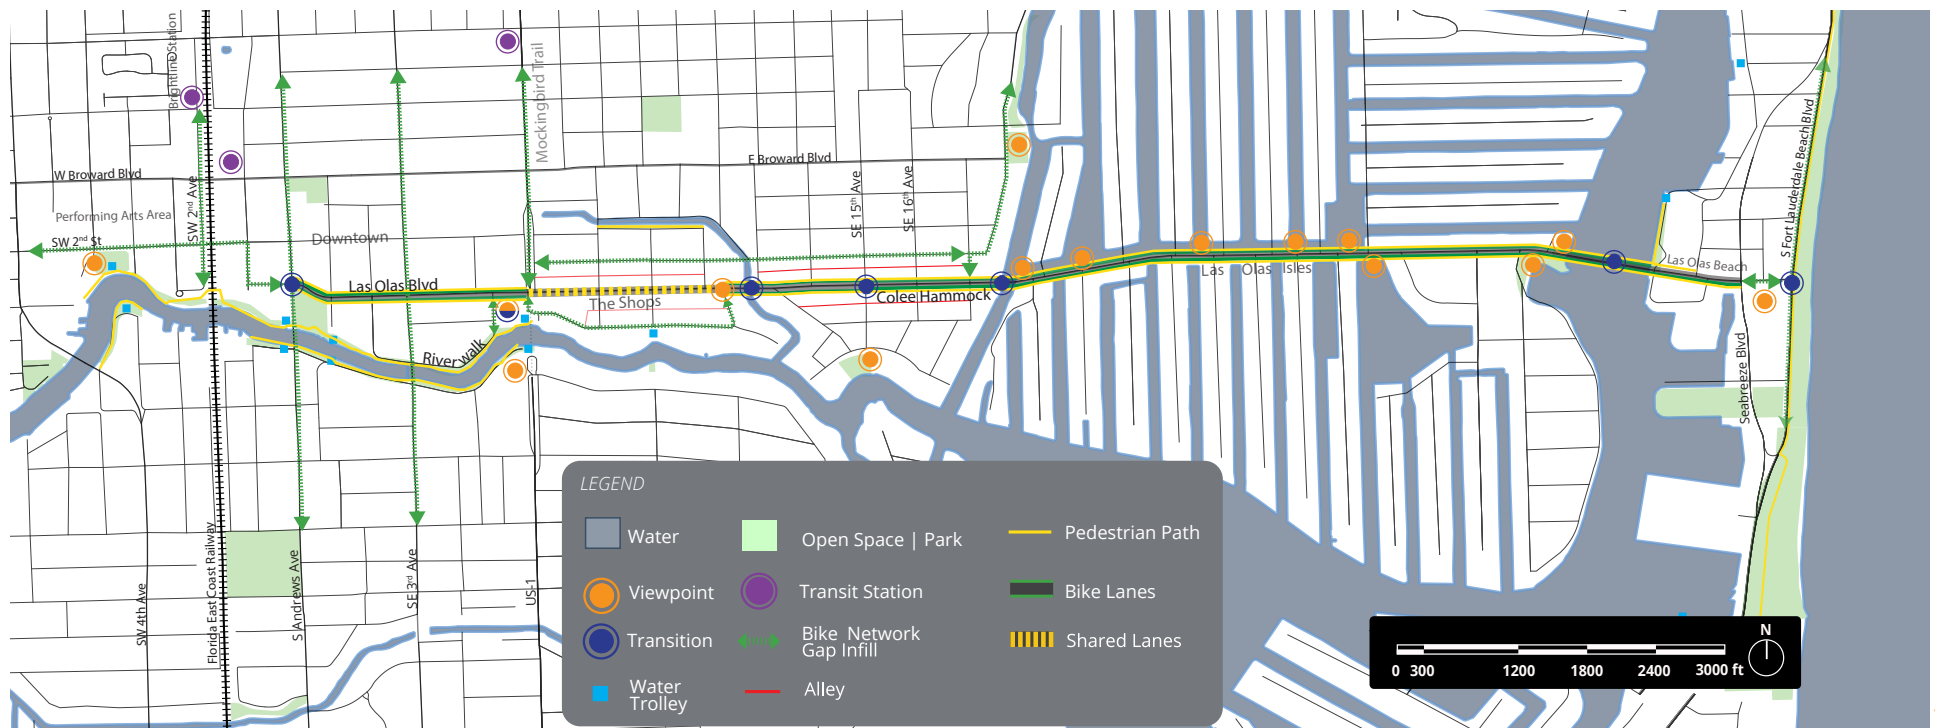 Brightline Station
Mockingbird Trail
W Broward Blvd
E Broward Blvd
SW 2nd Ave
Performing Arts Area
SW 2nd St
Downtown
SE 15th Ave
SE 16th Ave
S Fort Lauderdale Beach Blvd
Las Olas Blvd
The Shops
Colee Hammock
Las Olas Isles
Las Olas Beach
Riverwalk
Seabreeze Blvd
SW 4th Ave
Florida East Coast Railway
S Andrews Ave
SE 3rd Ave
US-1
LEGEND
Water
Open Space | Park
Pedestrian Path
Viewpoint
Transit Station
Bike Lanes
Transition
Bike Network
Gap Infill
Shared Lanes
Water
Trolley
Alley
N
0 300 1200 1800 2400 3000 ft